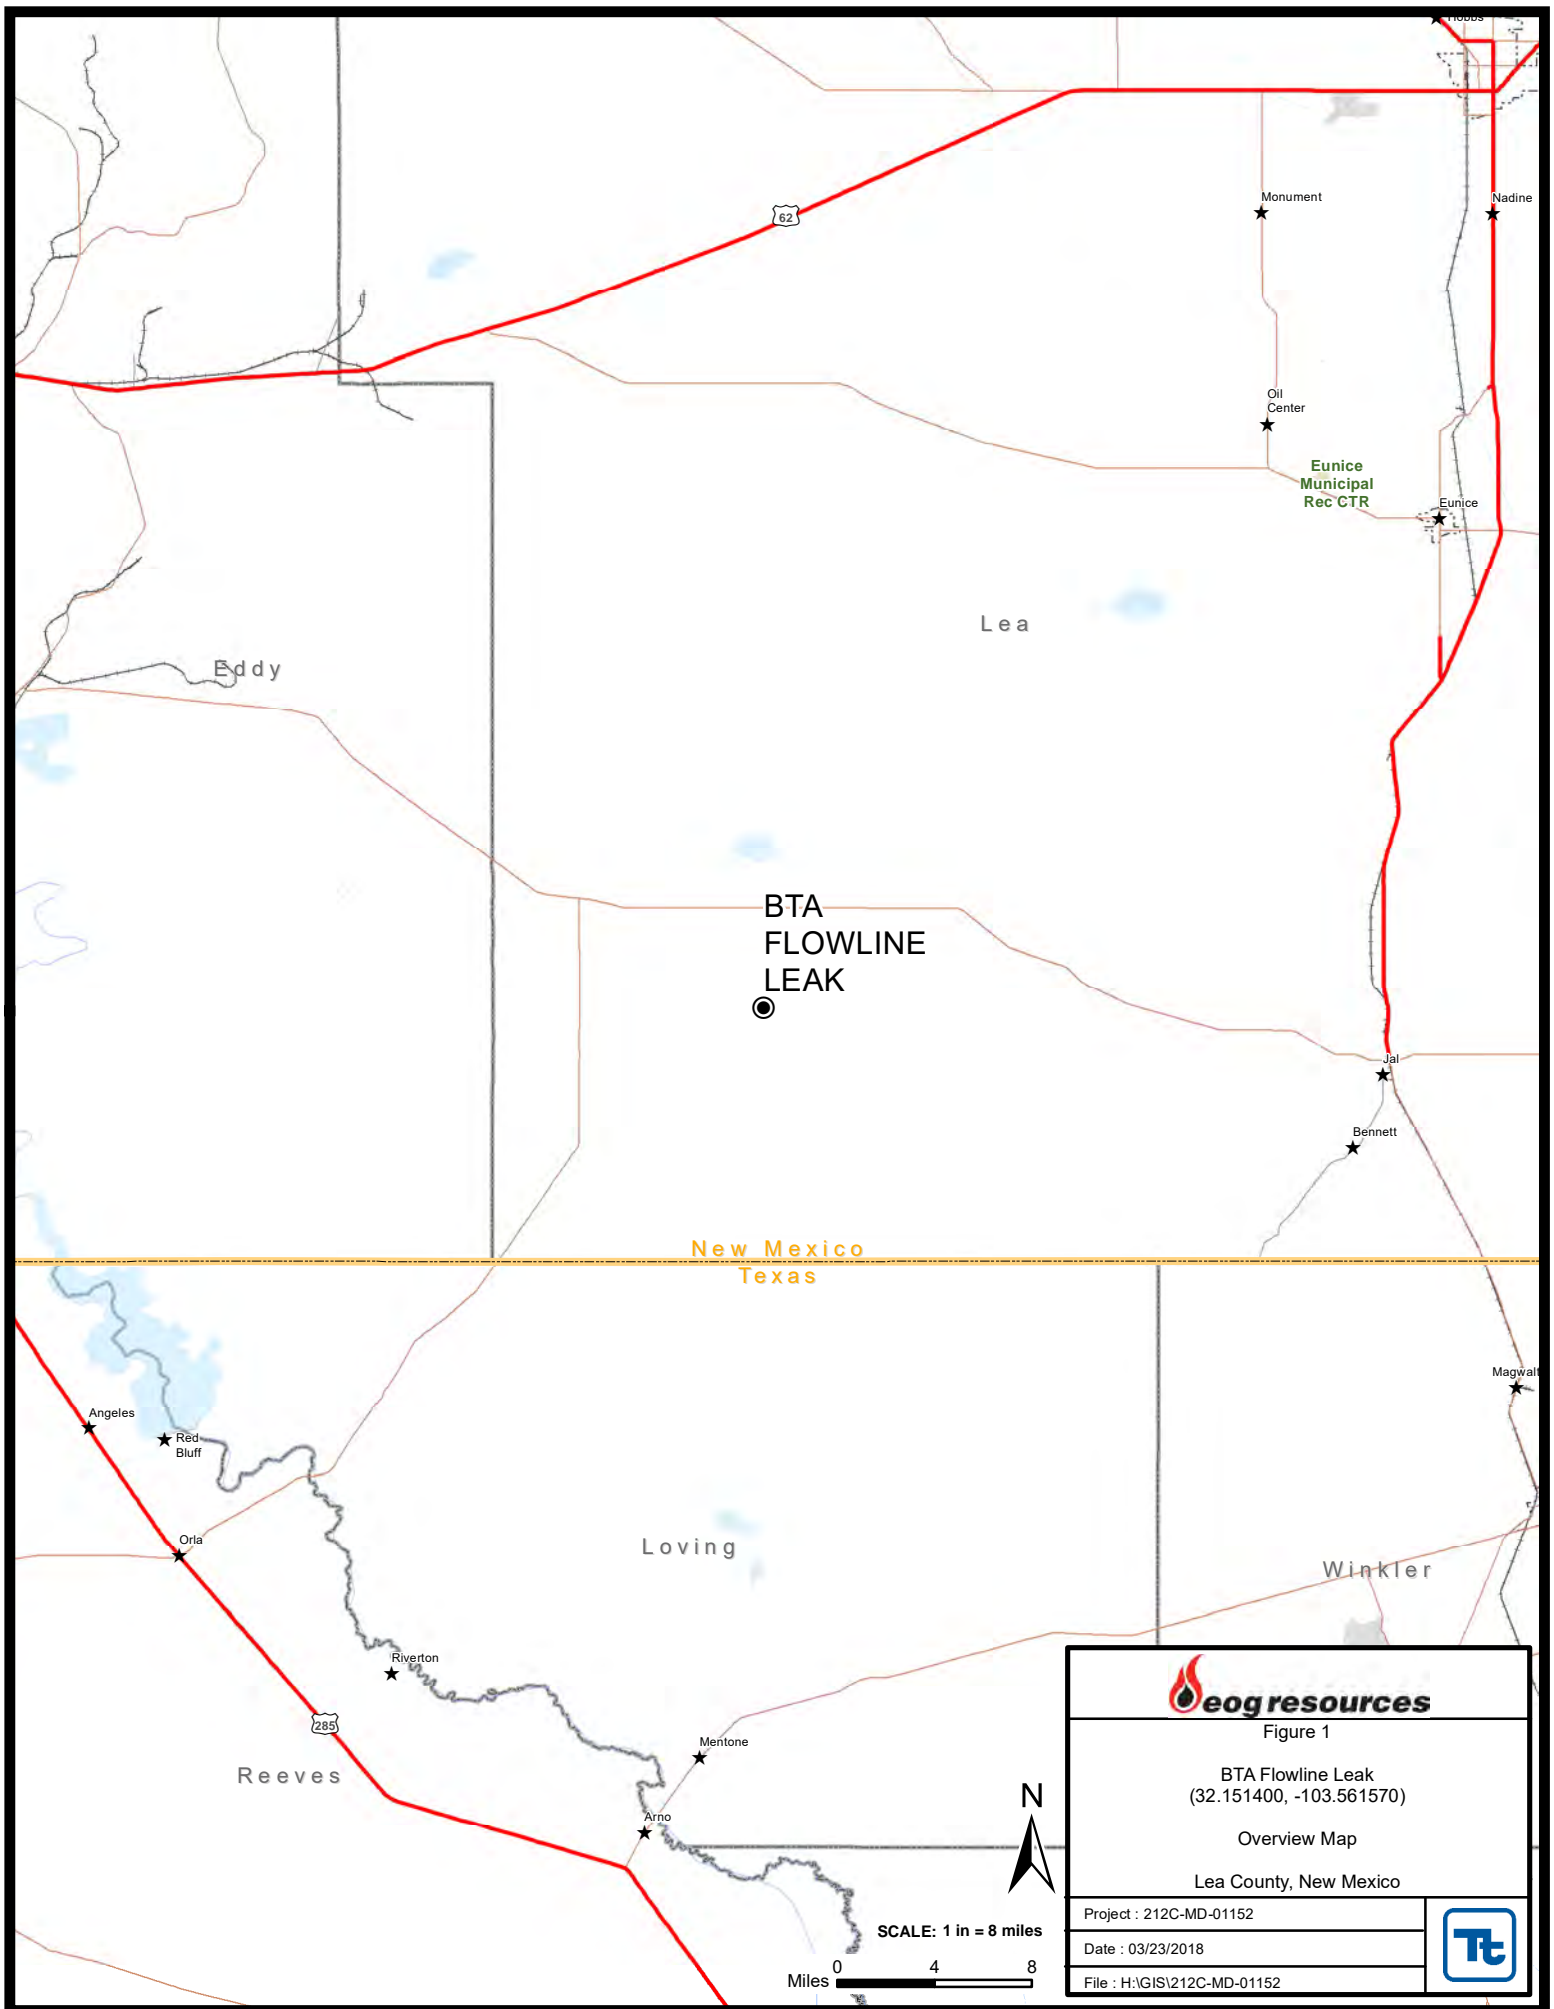 Hobbs
Monument
Nadine
62
Oil
Center
Eunice
Municipal
Rec CTR
Eunice
Lea
Eddy
BTA
FLOWLINE
LEAK
Jal
Bennett
New Mexico
Texas
Magwalt
Angeles
Red
Bluff
Orla
Loving
Winkler
Riverton
285
Reeves
Mentone
Arno
N
SCALE: 1 in = 8 miles
0 4 8
Miles
eog resources
Figure 1
BTA Flowline Leak
(32.151400, -103.561570)
Overview Map
Lea County, New Mexico
Project : 212C-MD-01152
Date : 03/23/2018
File : H:\GIS\212C-MD-01152
Tt